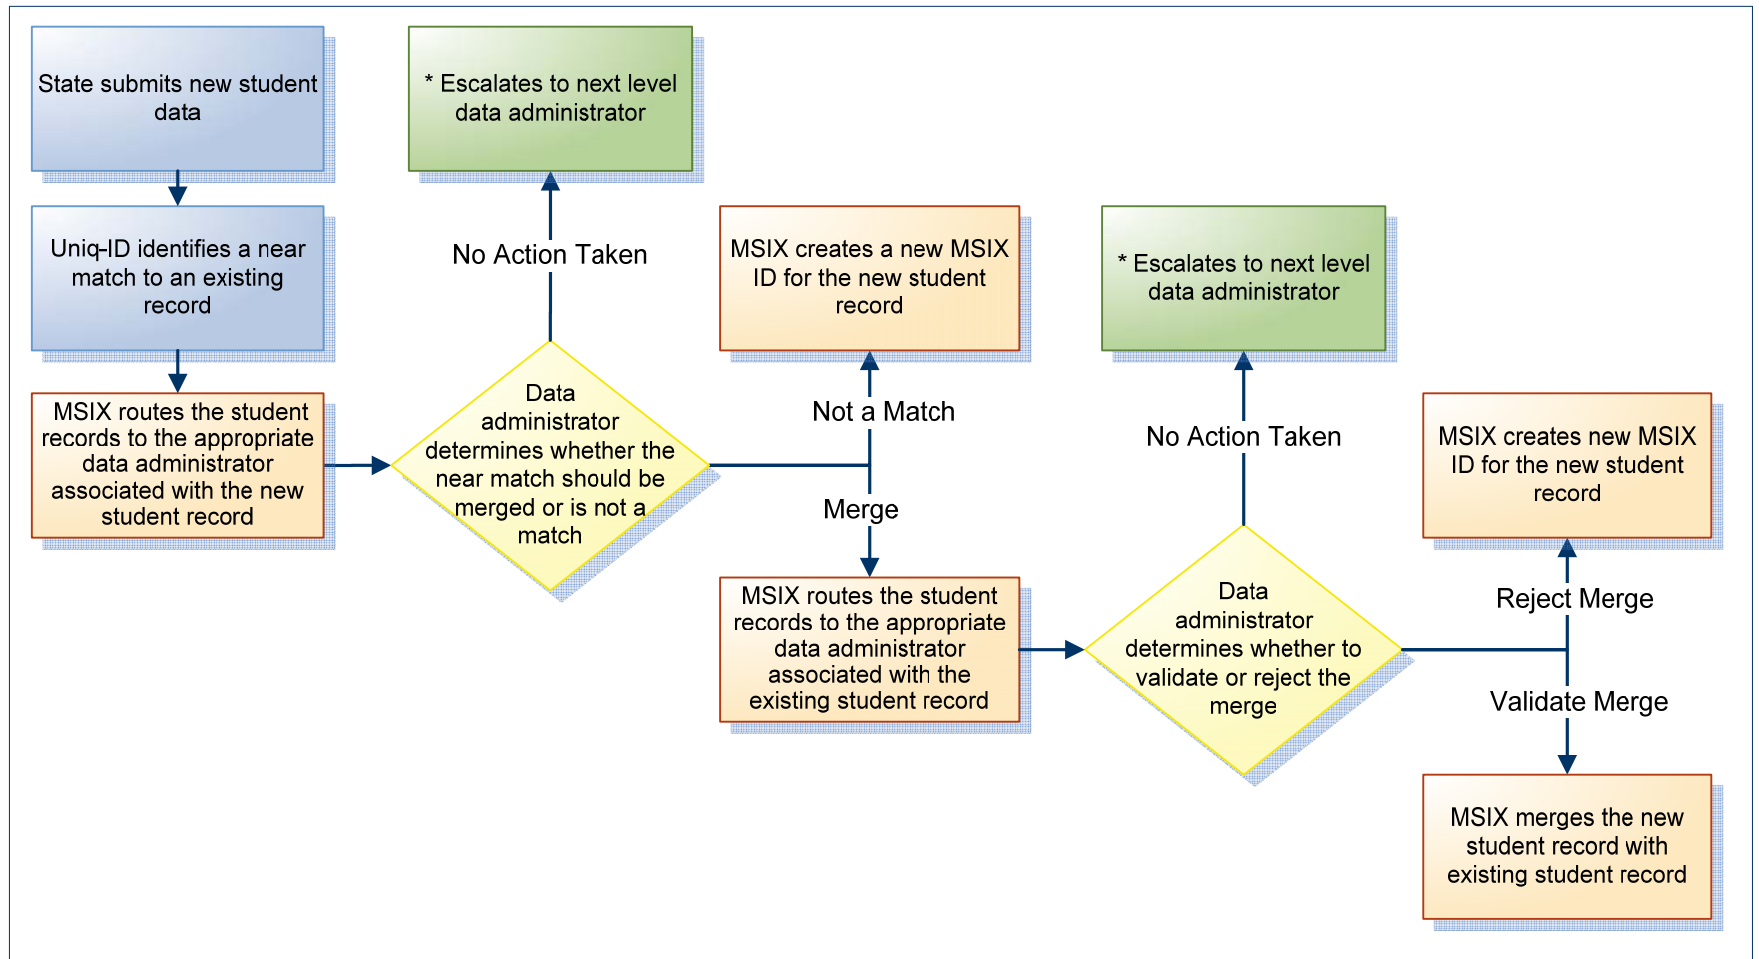 State submits new student
data
* Escalates to next level
data administrator
Uniq-ID identifies a near
match to an existing
record
No Action Taken
MSIX creates a new MSIX
ID for the new student
record
* Escalates to next level
data administrator
MSIX routes the student
records to the appropriate
data administrator
associated with the new
student record
Data
administrator
determines whether the
near match should be
merged or is not a
match
Not a Match
Merge
No Action Taken
MSIX creates new MSIX
ID for the new student
record
MSIX routes the student
records to the appropriate
data administrator
associated with the
existing student record
Data
administrator
determines whether to
validate or reject the
merge
Reject Merge
Validate Merge
MSIX merges the new
student record with
existing student record